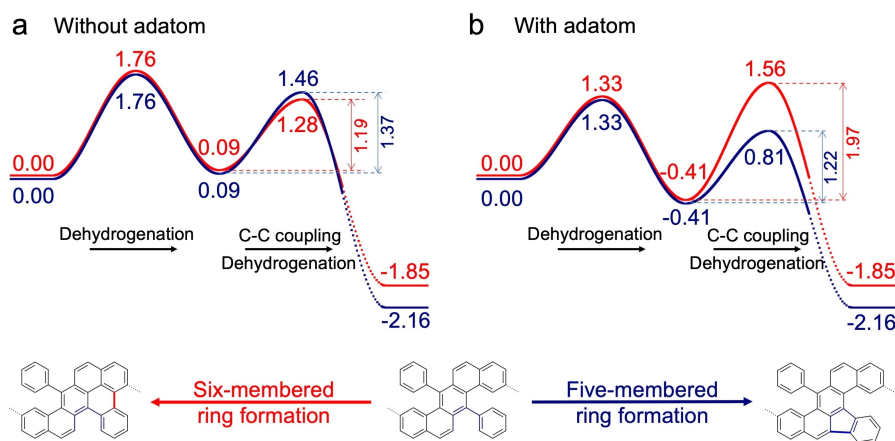 a Without adatom
1.76
1.76
1.46
1.28
1.19
1.37
0.00
0.00
0.09
0.09
Dehydrogenation
C-C coupling
Dehydrogenation
-1.85
-2.16
b With adatom
1.33
1.33
1.56
0.81
1.22
1.97
0.00
0.00
-0.41
-0.41
Dehydrogenation
C-C coupling
Dehydrogenation
-1.85
-2.16
Six-membered
ring formation
Five-membered
ring formation